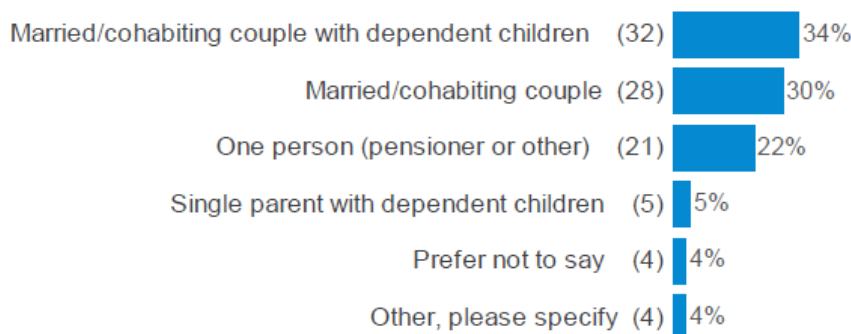 Married/cohabiting couple with dependent children (32) 34%
Married/cohabiting couple (28) 30%
One person (pensioner or other) (21) 22%
Single parent with dependent children (5) 5%
Prefer not to say (4) 4%
Other, please specify (4) 4%